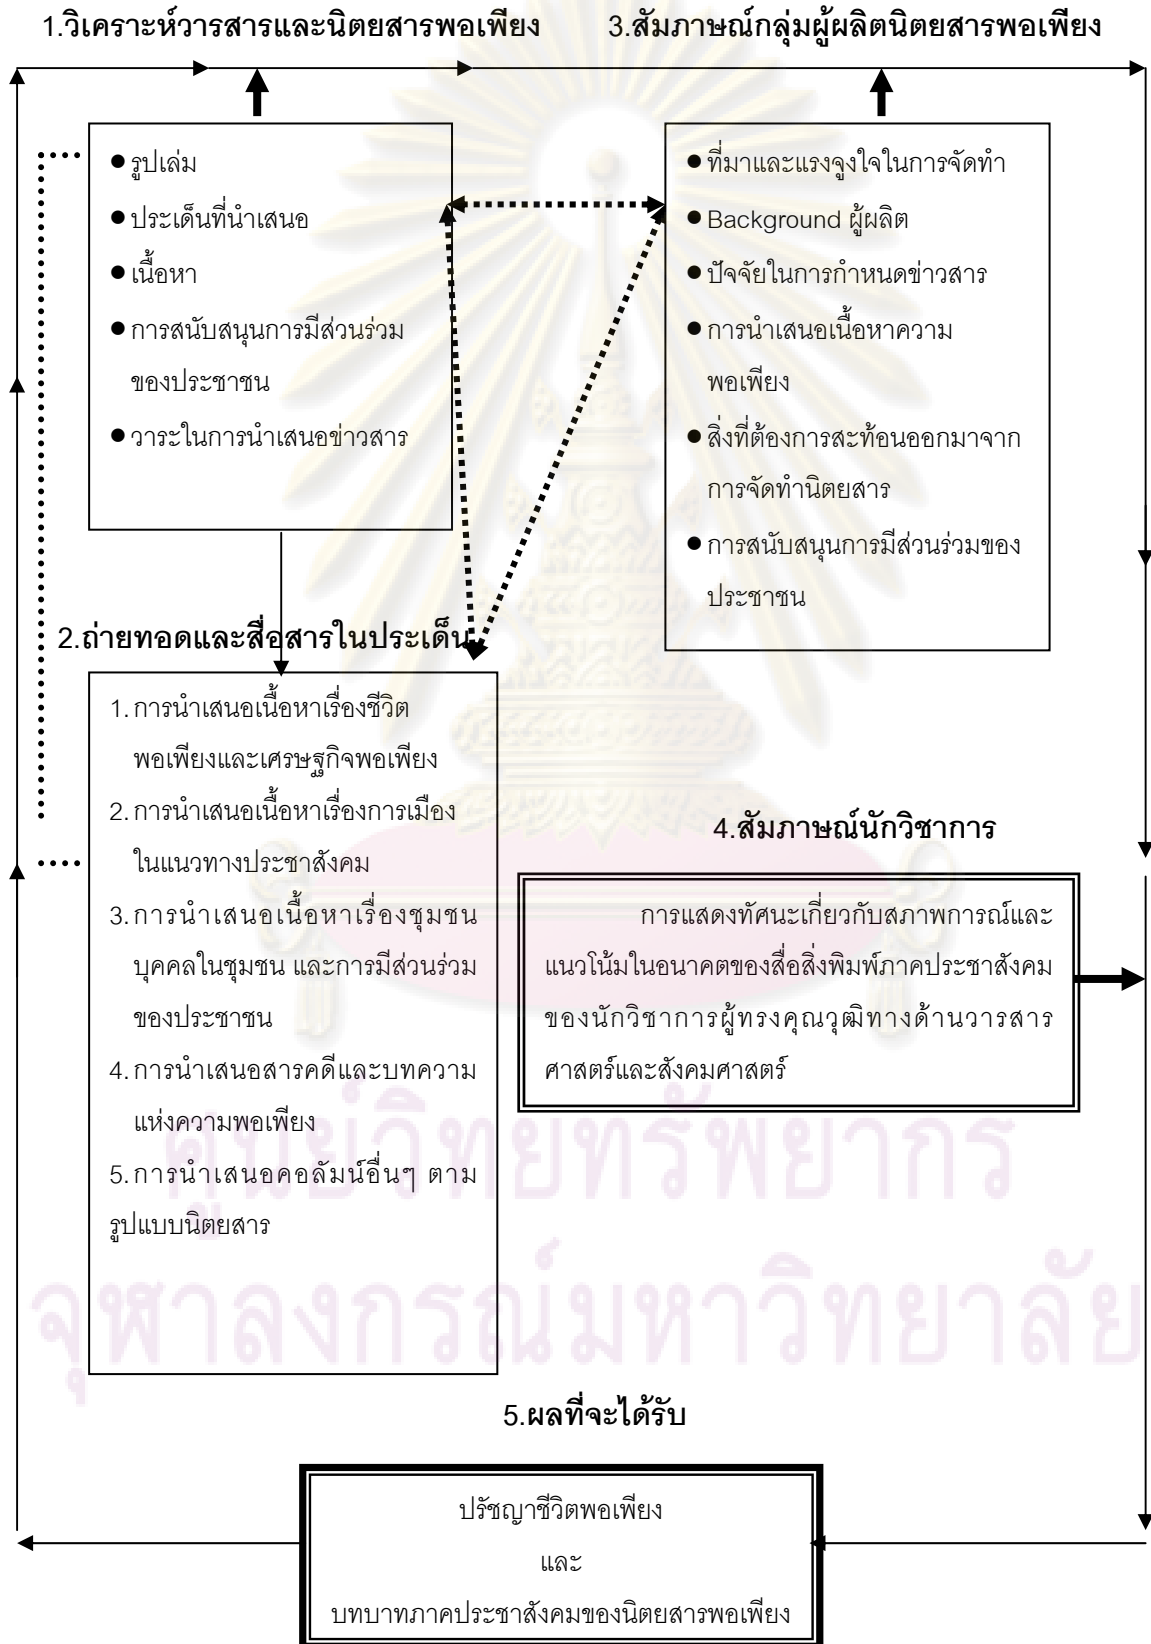 1.วิเคราะห์วารสารและนิตยสารพอเพียง
● รูปเล่ม
● ประเด็นที่นำเสนอ
● เนื้อหา
● การสนับสนุนการมีส่วนร่วม
ของประชาชน
● วาระในการนำเสนอข่าวสาร
3.สัมภาษณ์กลุ่มผู้ผลิตนิตยสารพอเพียง
● ที่มาและแรงจูงใจในการจัดทำ
● Background ผู้ผลิต
● ปัจจัยในการกำหนดข่าวสาร
● การนำเสนอเนื้อหาความ
พอเพียง
● สิ่งที่ต้องการสะท้อนออกมาจาก
การจัดทำนิตยสาร
● การสนับสนุนการมีส่วนร่วมของ
ประชาชน
2.ถ่ายทอดและสื่อสารในประเด็น
1. การนำเสนอเนื้อหาเรื่องชีวิต
พอเพียงและเศรษฐกิจพอเพียง
2. การนำเสนอเนื้อหาเรื่องการเมือง
ในแนวทางประชาสังคม
3. การนำเสนอเนื้อหาเรื่องชุมชน
บุคคลในชุมชน และการมีส่วนร่วม
ของประชาชน
4. การนำเสนอสารคดีและบทความ
แห่งความพอเพียง
5. การนำเสนอคอลัมน์อื่นๆ ตาม
รูปแบบนิตยสาร
4.สัมภาษณ์นักวิชาการ
การแสดงทัศนะเกี่ยวกับสภาพการณ์และ
แนวโน้มในอนาคตของสื่อสิ่งพิมพ์ภาคประชาสังคม
ของนักวิชาการผู้ทรงคุณวุฒิทางด้านวารสาร
ศาสตร์และสังคมศาสตร์
ศูนย์วิทยทรัพยากร
จุฬาลงกรณ์มหาวิทยาลัย
5.ผลที่จะได้รับ
ปรัชญาชีวิตพอเพียง
และ
บทบาทภาคประชาสังคมของนิตยสารพอเพียง